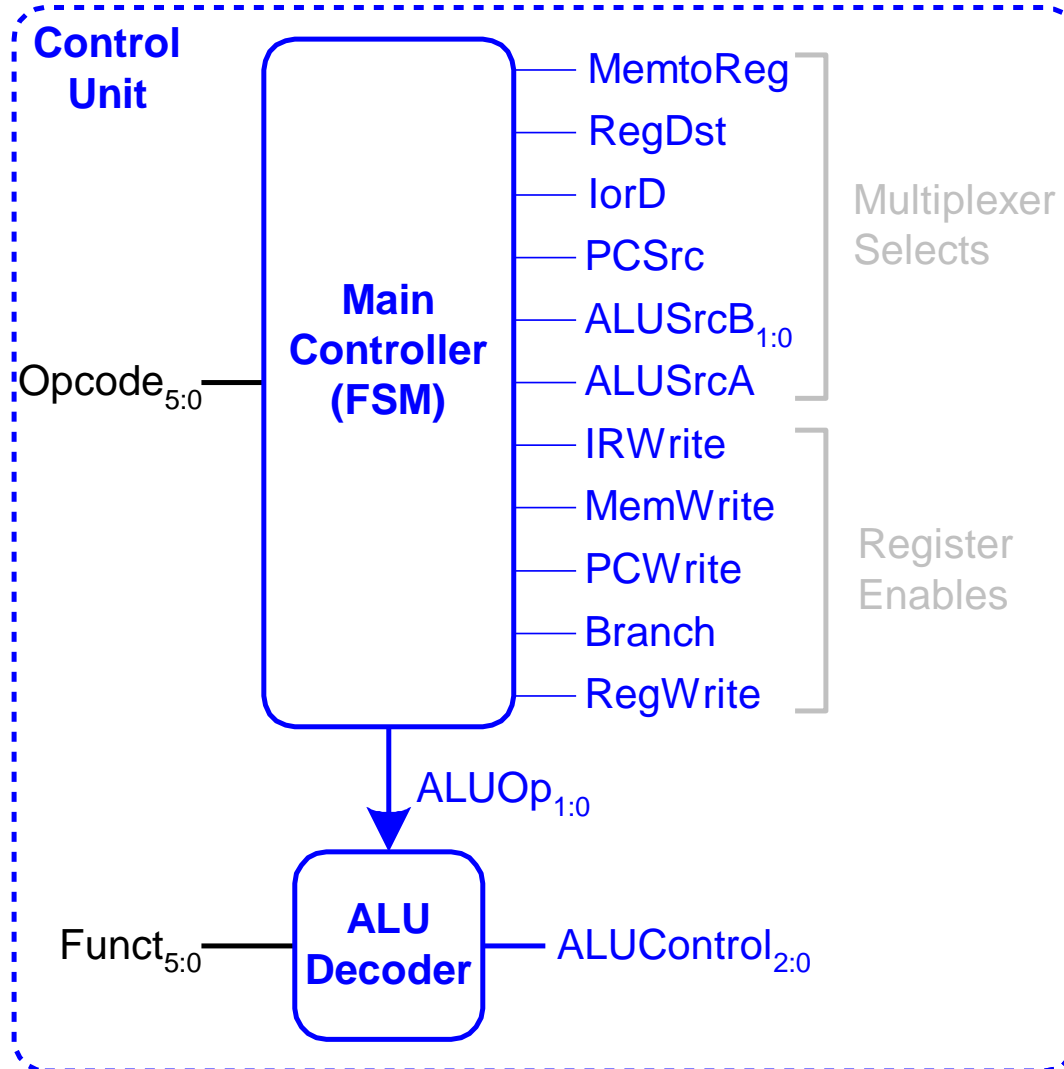 Control
Unit
Main
Controller
(FSM)
Opcode5:0
MemtoReg
RegDst
IorD
PCSrc
ALUSrcB1:0
ALUSrcA
IRWrite
MemWrite
PCWrite
Branch
RegWrite
Multiplexer
Selects
Register
Enables
ALUOp1:0
ALU
Decoder
Funct5:0
ALUControl2:0